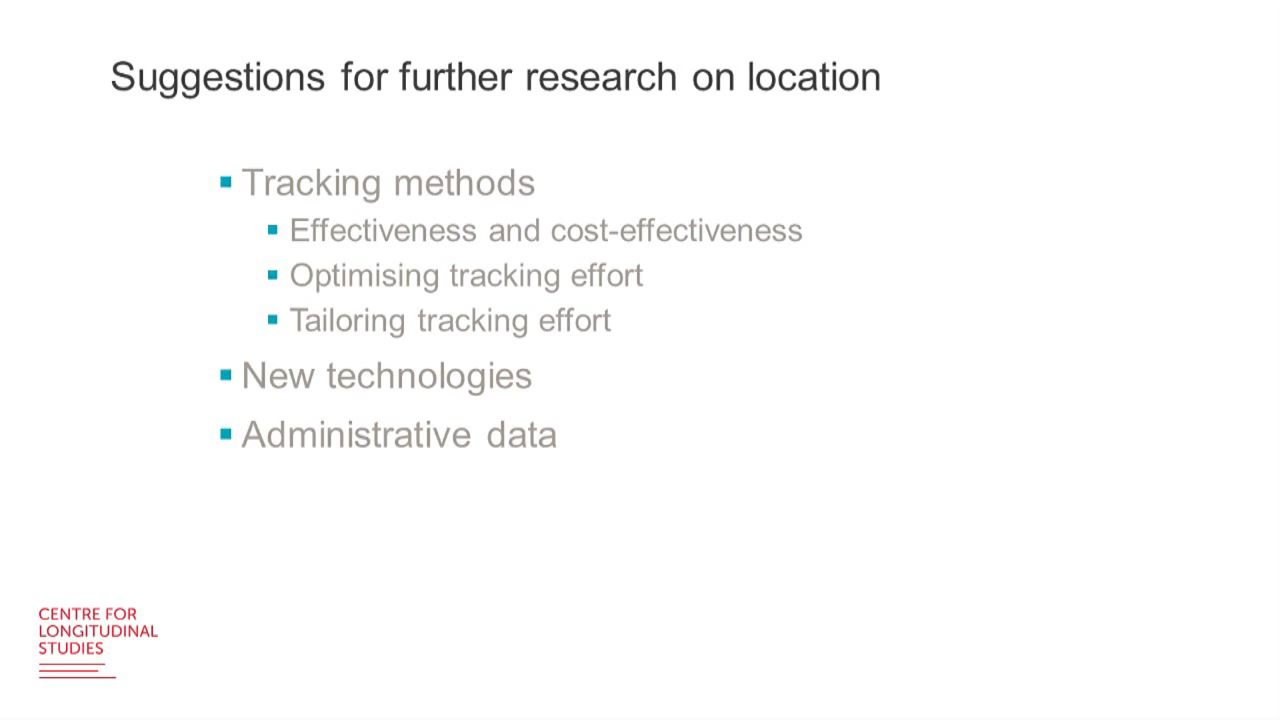 Suggestions for further research on location
Tracking methods
Effectiveness and cost-effectiveness
Optimising tracking effort
Tailoring tracking effort
New technologies
Administrative data
CENTRE FOR
LONGITUDINAL
STUDIES